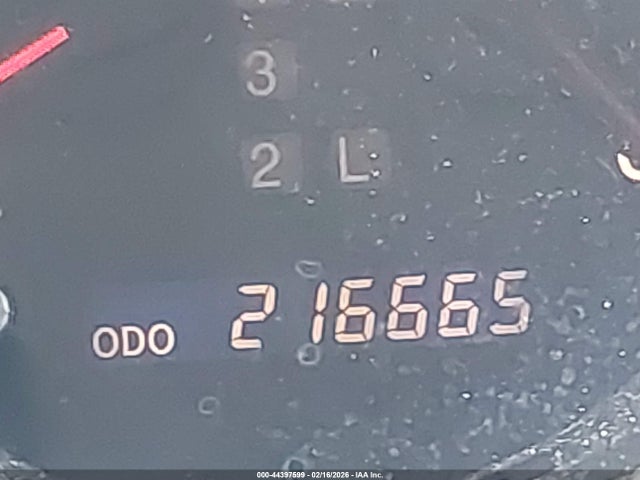 3
2 L
ODO 216665
000-44397599 - 02/16/2026 - IAA Inc.